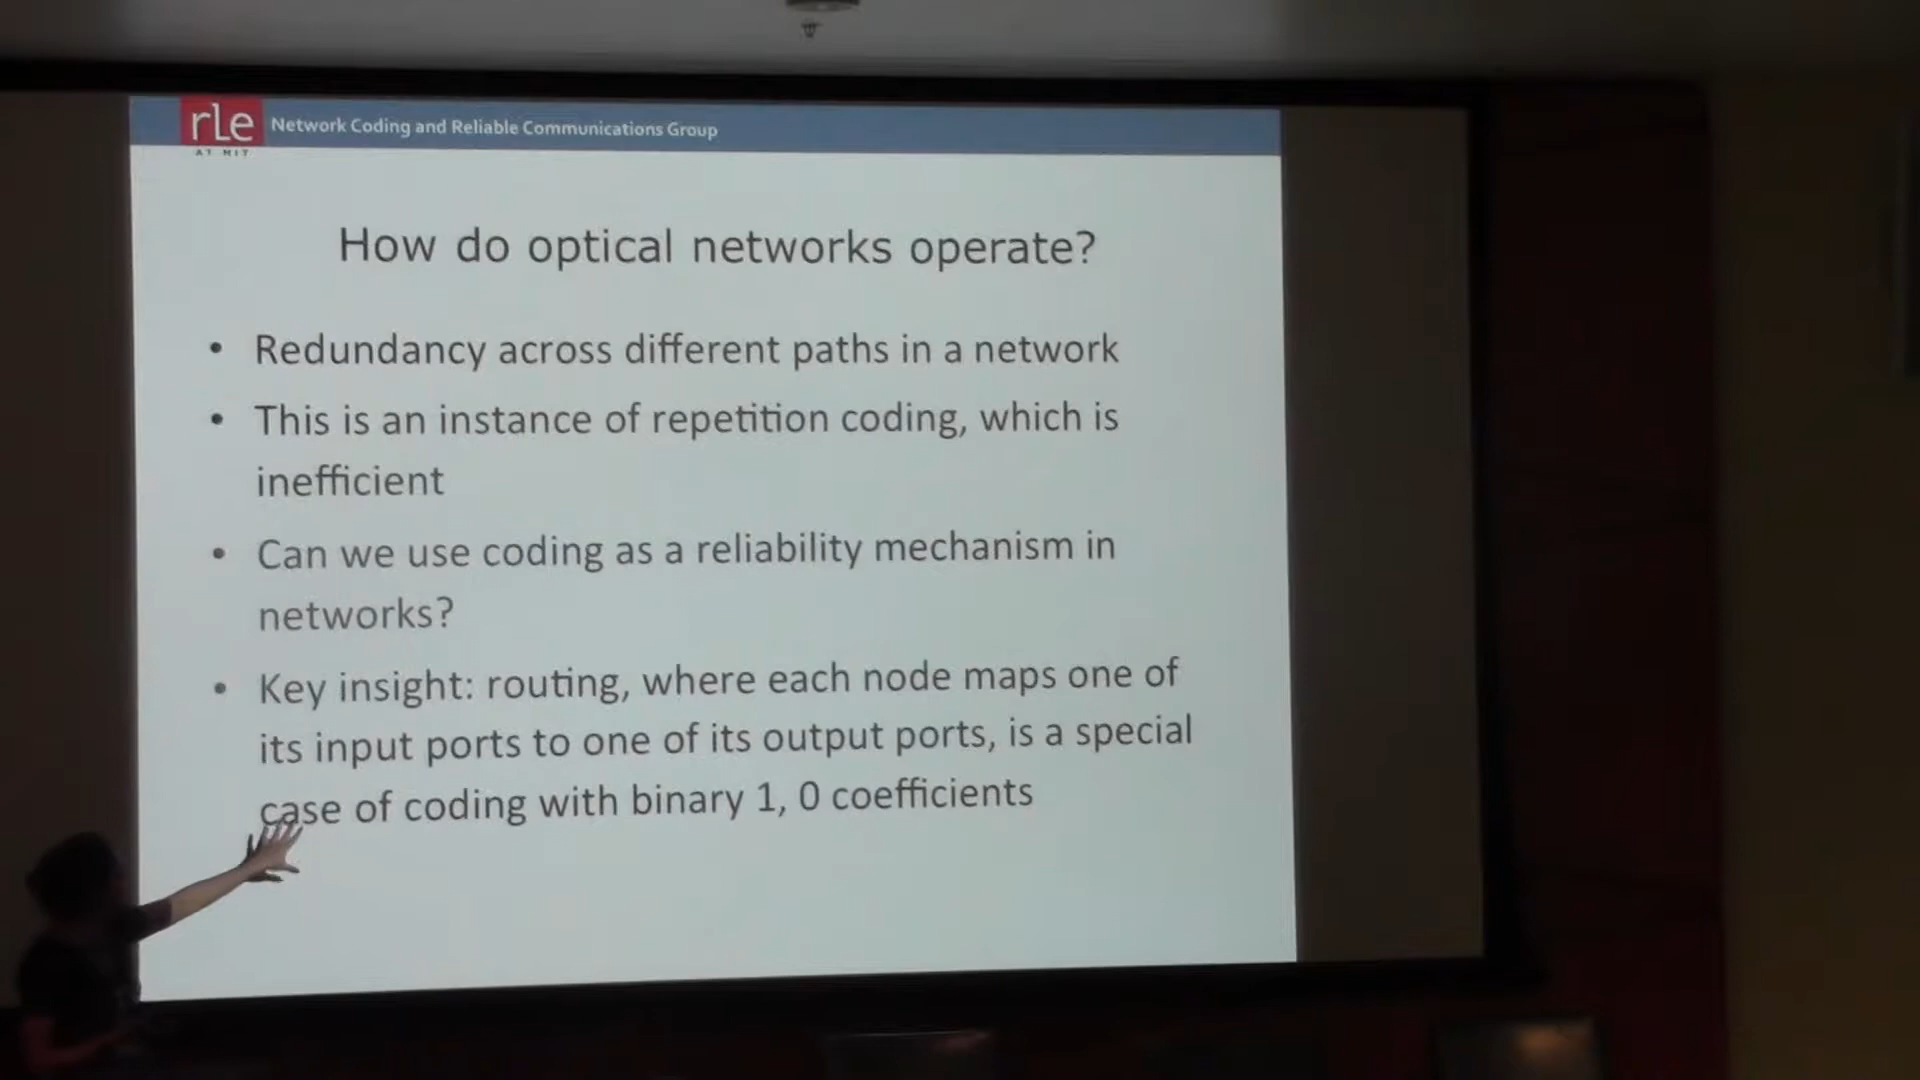 rLe
AT MIT
Network Coding and Reliable Communications Group
How do optical networks operate?
• Redundancy across different paths in a network
• This is an instance of repetition coding, which is
inefficient
• Can we use coding as a reliability mechanism in
networks?
• Key insight: routing, where each node maps one of
its input ports to one of its output ports, is a special
case of coding with binary 1, 0 coefficients